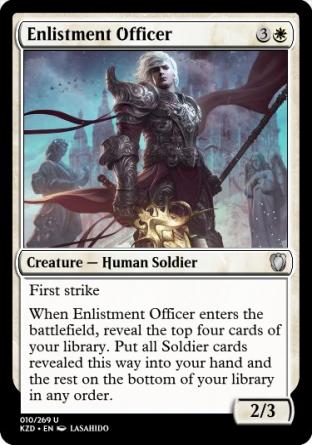 Enlistment Officer 3
Creature — Human Soldier
First strike
When Enlistment Officer enters the
battlefield, reveal the top four cards of
your library. Put all Soldier cards
revealed this way into your hand and
the rest on the bottom of your library
in any order.
2/3
010/269 U
KZD • EN LASAHIDO